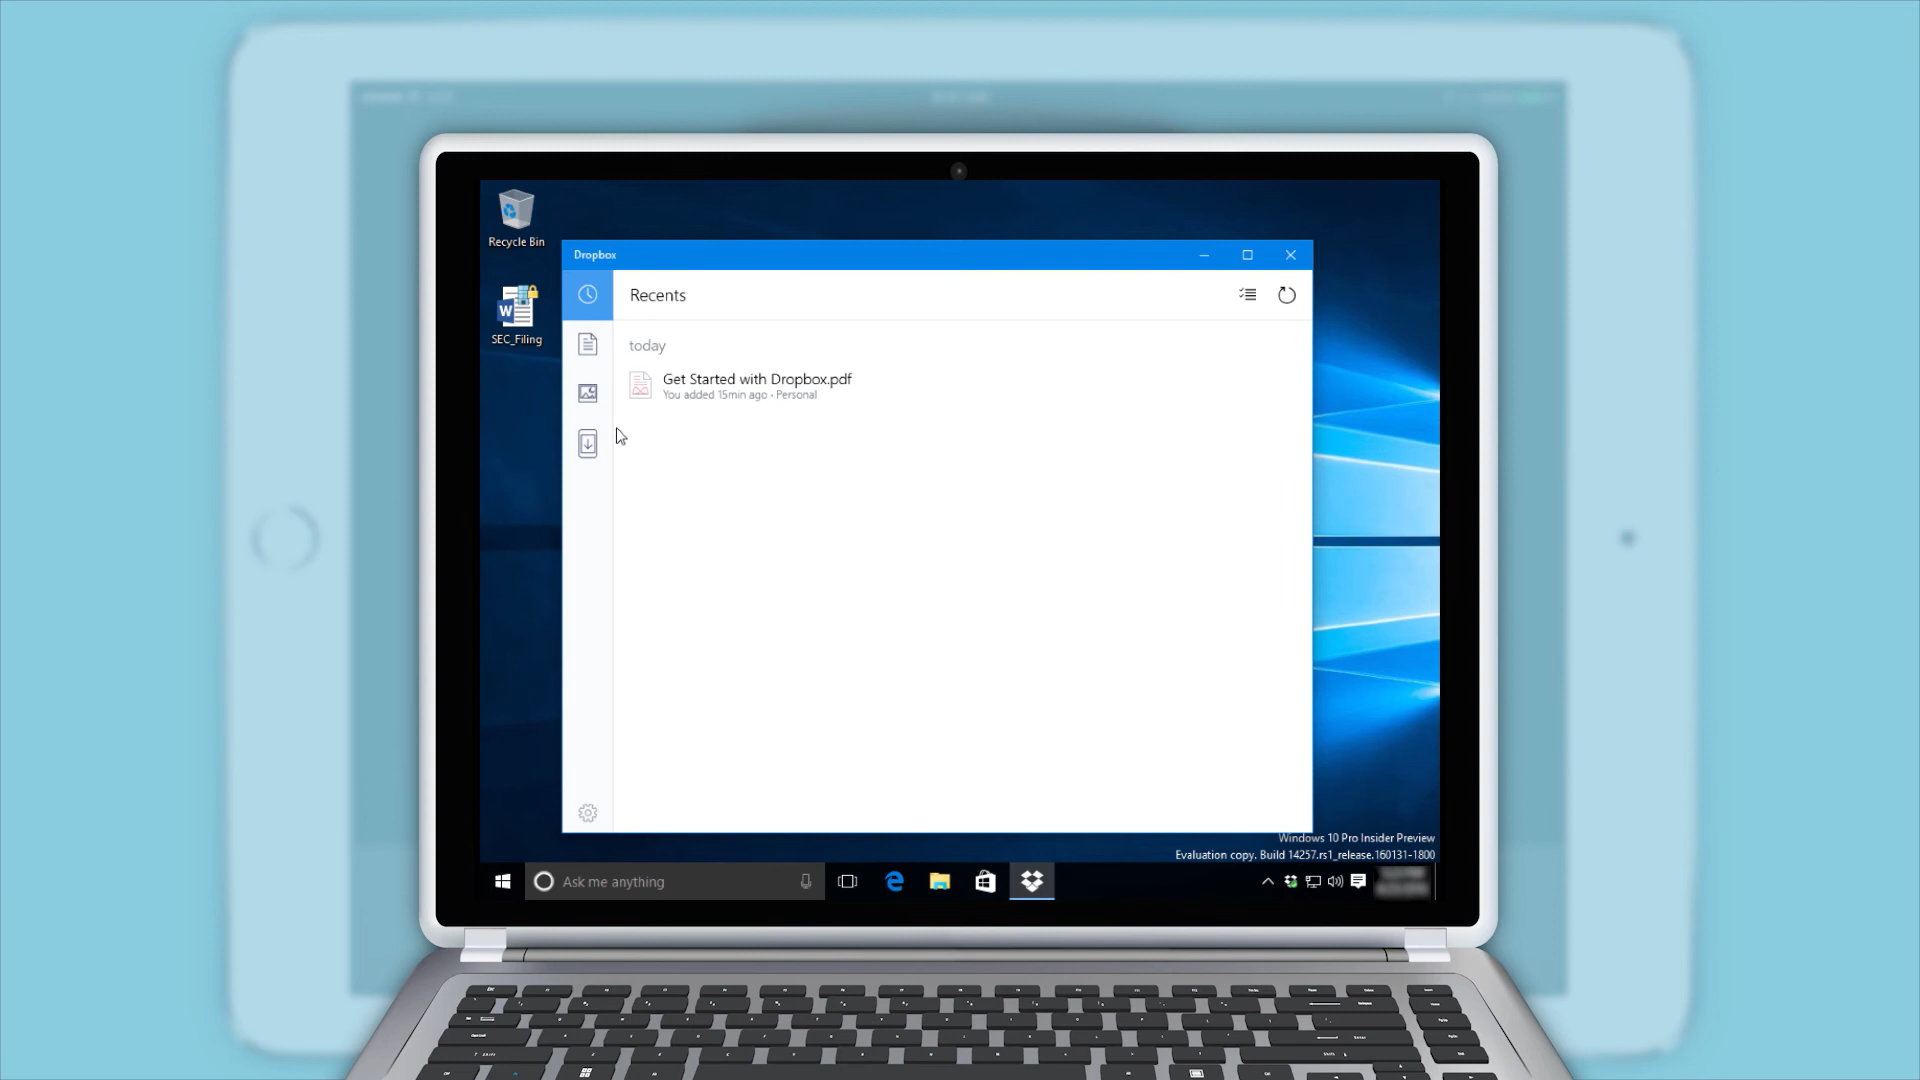 Recycle Bin
SEC_Filing
Dropbox
Recents
today
Get Started with Dropbox.pdf
You added 15min ago • Personal
Windows 10 Pro Insider Preview
Evaluation copy. Build 14257.rs1_release.160131-1800
Ask me anything